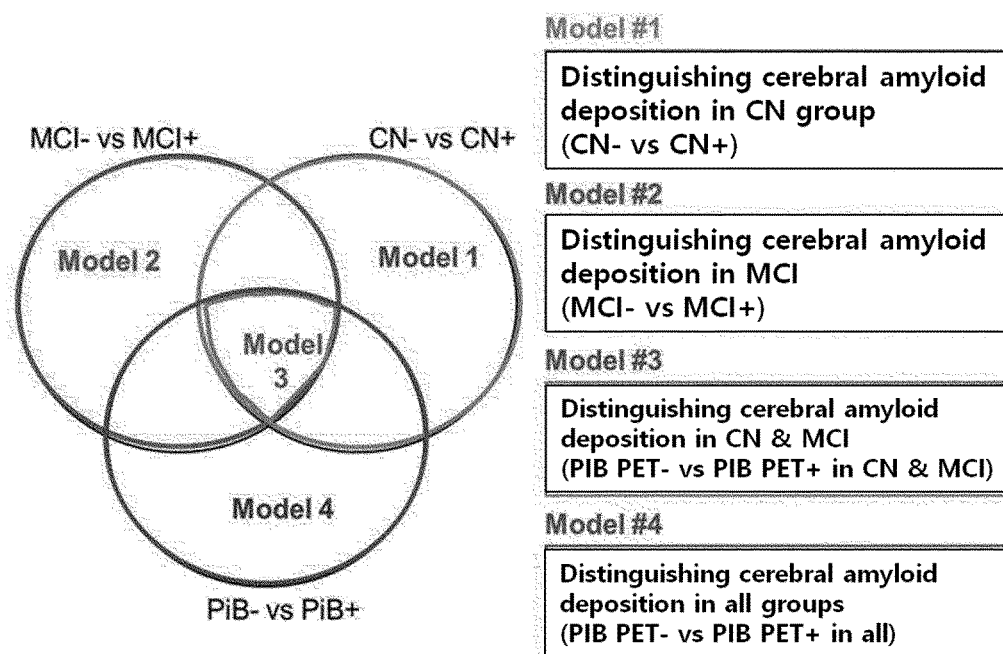 MCI- vs MCI+
CN- vs CN+
Model 2
Model 1
Model
3
Model 4
PiB- vs PiB+
Model #1
Distinguishing cerebral amyloid
deposition in CN group
(CN- vs CN+)
Model #2
Distinguishing cerebral amyloid
deposition in MCI
(MCI- vs MCI+)
Model #3
Distinguishing cerebral amyloid
deposition in CN & MCI
(PIB PET- vs PIB PET+ in CN & MCI)
Model #4
Distinguishing cerebral amyloid
deposition in all groups
(PIB PET- vs PIB PET+ in all)